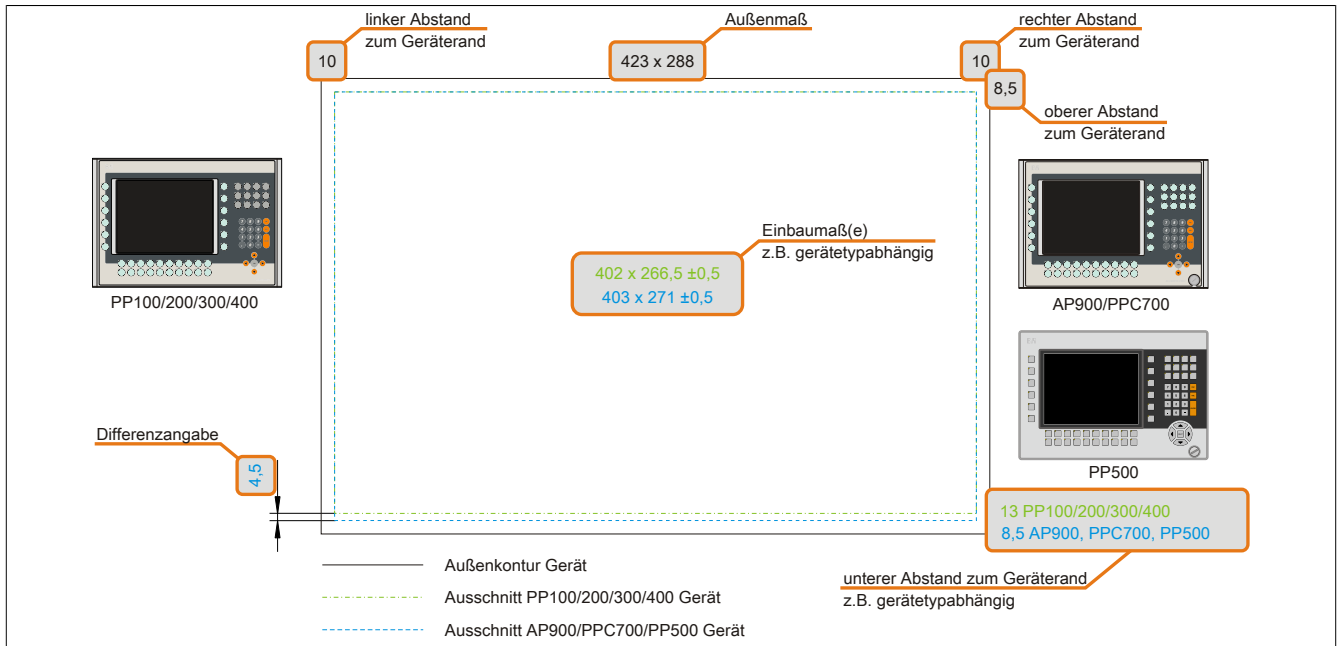 linker Abstand
zum Geräterand
Außenmaß
rechter Abstand
zum Geräterand
10
423 x 288
10
8,5
oberer Abstand
zum Geräterand
PP100/200/300/400
Einbaumaß(e)
z.B. gerätetypabhängig
402 x 266,5 ±0,5
403 x 271 ±0,5
AP900/PPC700
Differenzangabe
4,5
PP500
13 PP100/200/300/400
8,5 AP900, PPC700, PP500
unterer Abstand zum Geräterand
z.B. gerätetypabhängig
Außenkontur Gerät
Ausschnitt PP100/200/300/400 Gerät
Ausschnitt AP900/PPC700/PP500 Gerät